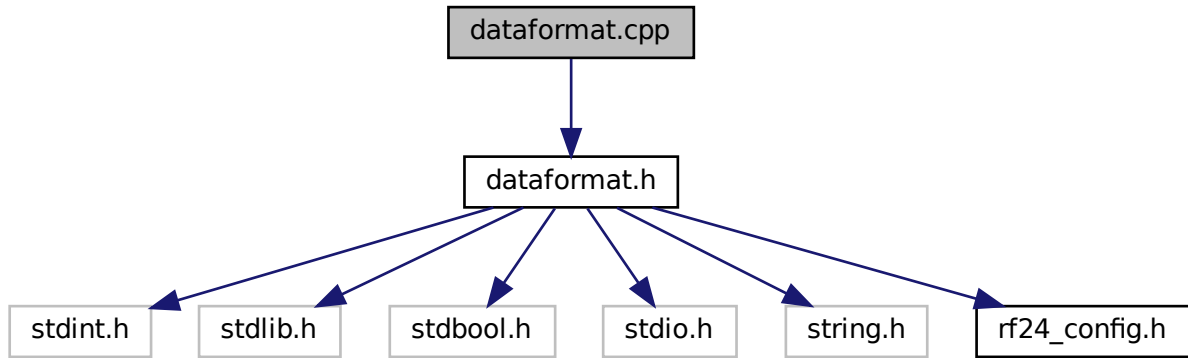 dataformat.cpp
dataformat.h
stdint.h
stdlib.h
stdbool.h
stdio.h
string.h
rf24_config.h